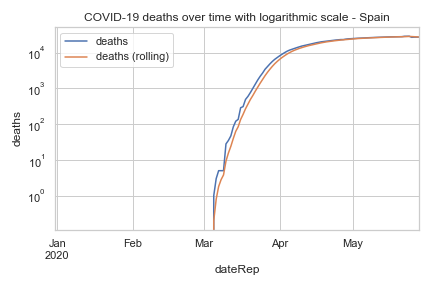 COVID-19 deaths over time with logarithmic scale - Spain
deaths
deaths (rolling)
10⁴
10³
10²
10¹
10⁰
deaths
Jan
2020
Feb
Mar
Apr
May
dateRep